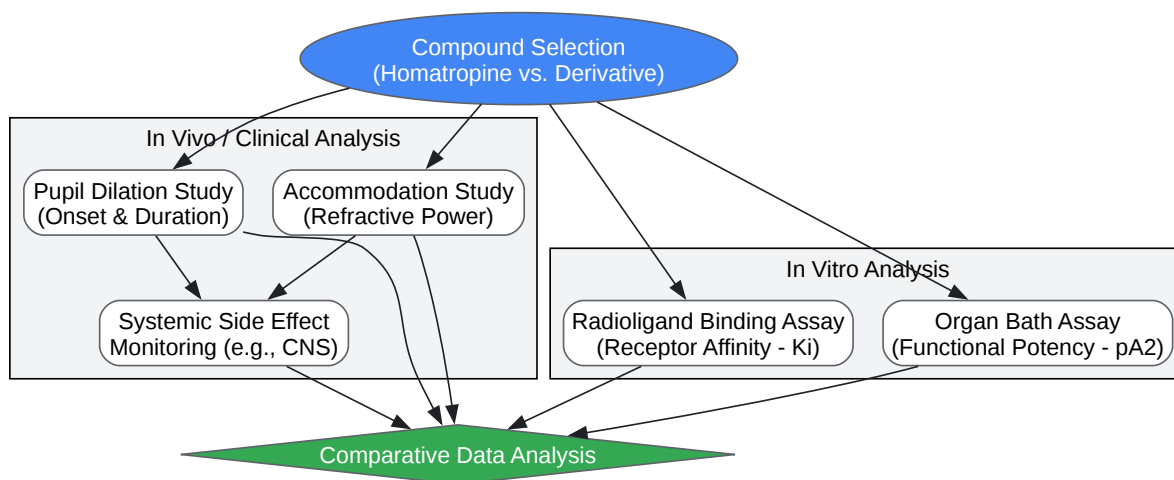 Compound Selection
(Homatropine vs. Derivative)
In Vivo / Clinical Analysis
Pupil Dilation Study
(Onset & Duration)
Accommodation Study
(Refractive Power)
Systemic Side Effect
Monitoring (e.g., CNS)
In Vitro Analysis
Radioligand Binding Assay
(Receptor Affinity - Ki)
Organ Bath Assay
(Functional Potency - pA2)
Comparative Data Analysis